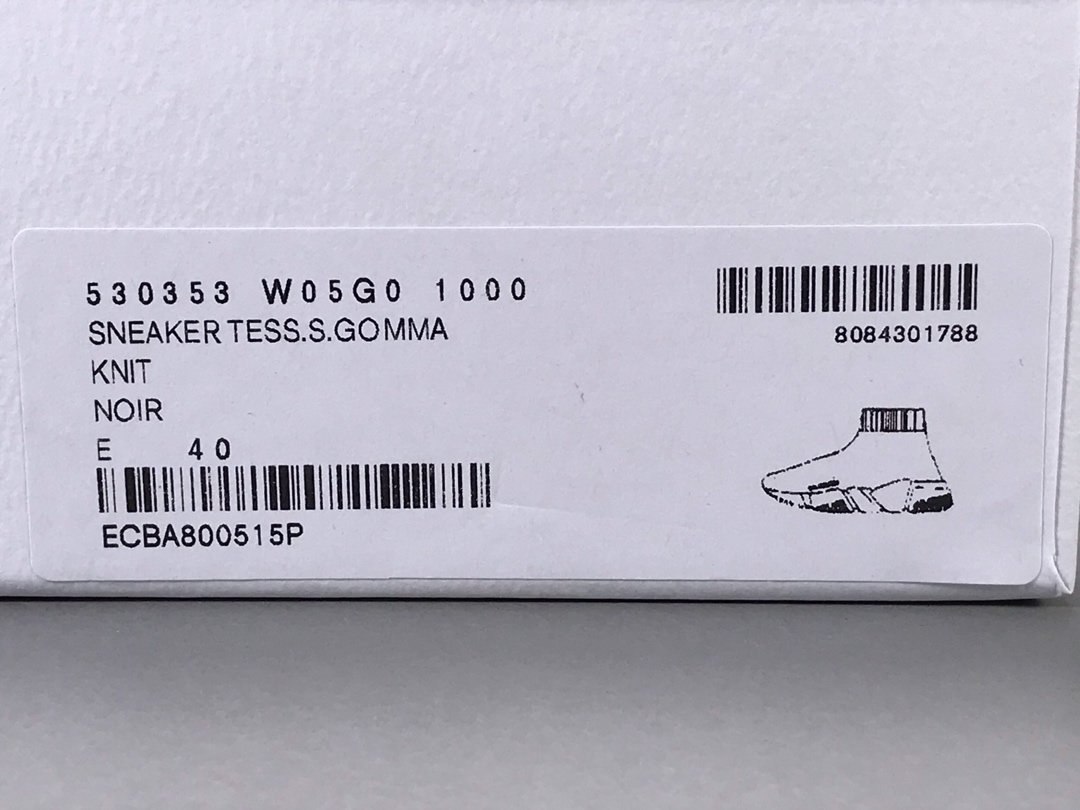 530353 W05G0 1000
SNEAKER TESS.S.GOMMA
KNIT
NOIR
E 40
ECBA800515P
8084301788